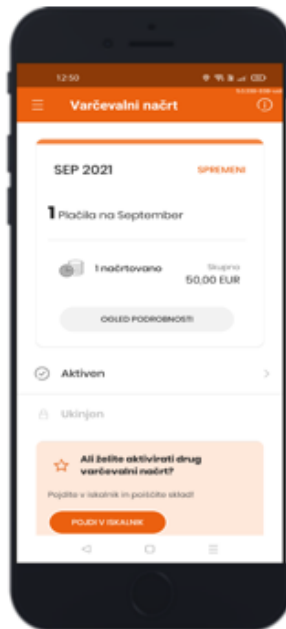 12:50
Varčevalni načrt
SEP 2021
SPREMENI
1 Plačila na September
1 načrtovano
Skupno
50,00 EUR
OGLED PODROBNOSTI
Aktiven
Ukinjen
Ali želite aktivirati drug
varčevalni načrt?
Pojdite v iskalnik in poiščite sklad!
POJDI V ISKALNIK